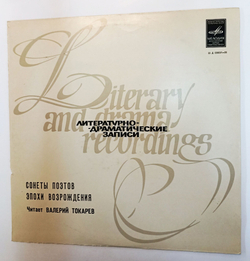 Literary
and drama
recordings
ЛИТЕРАТУРНО-
-ДРАМАТИЧЕСКИЕ
ЗАПИСИ
СОНЕТЫ ПОЭТОВ
ЭПОХИ ВОЗРОЖДЕНИЯ
Читает ВАЛЕРИЙ ТОКАРЕВ